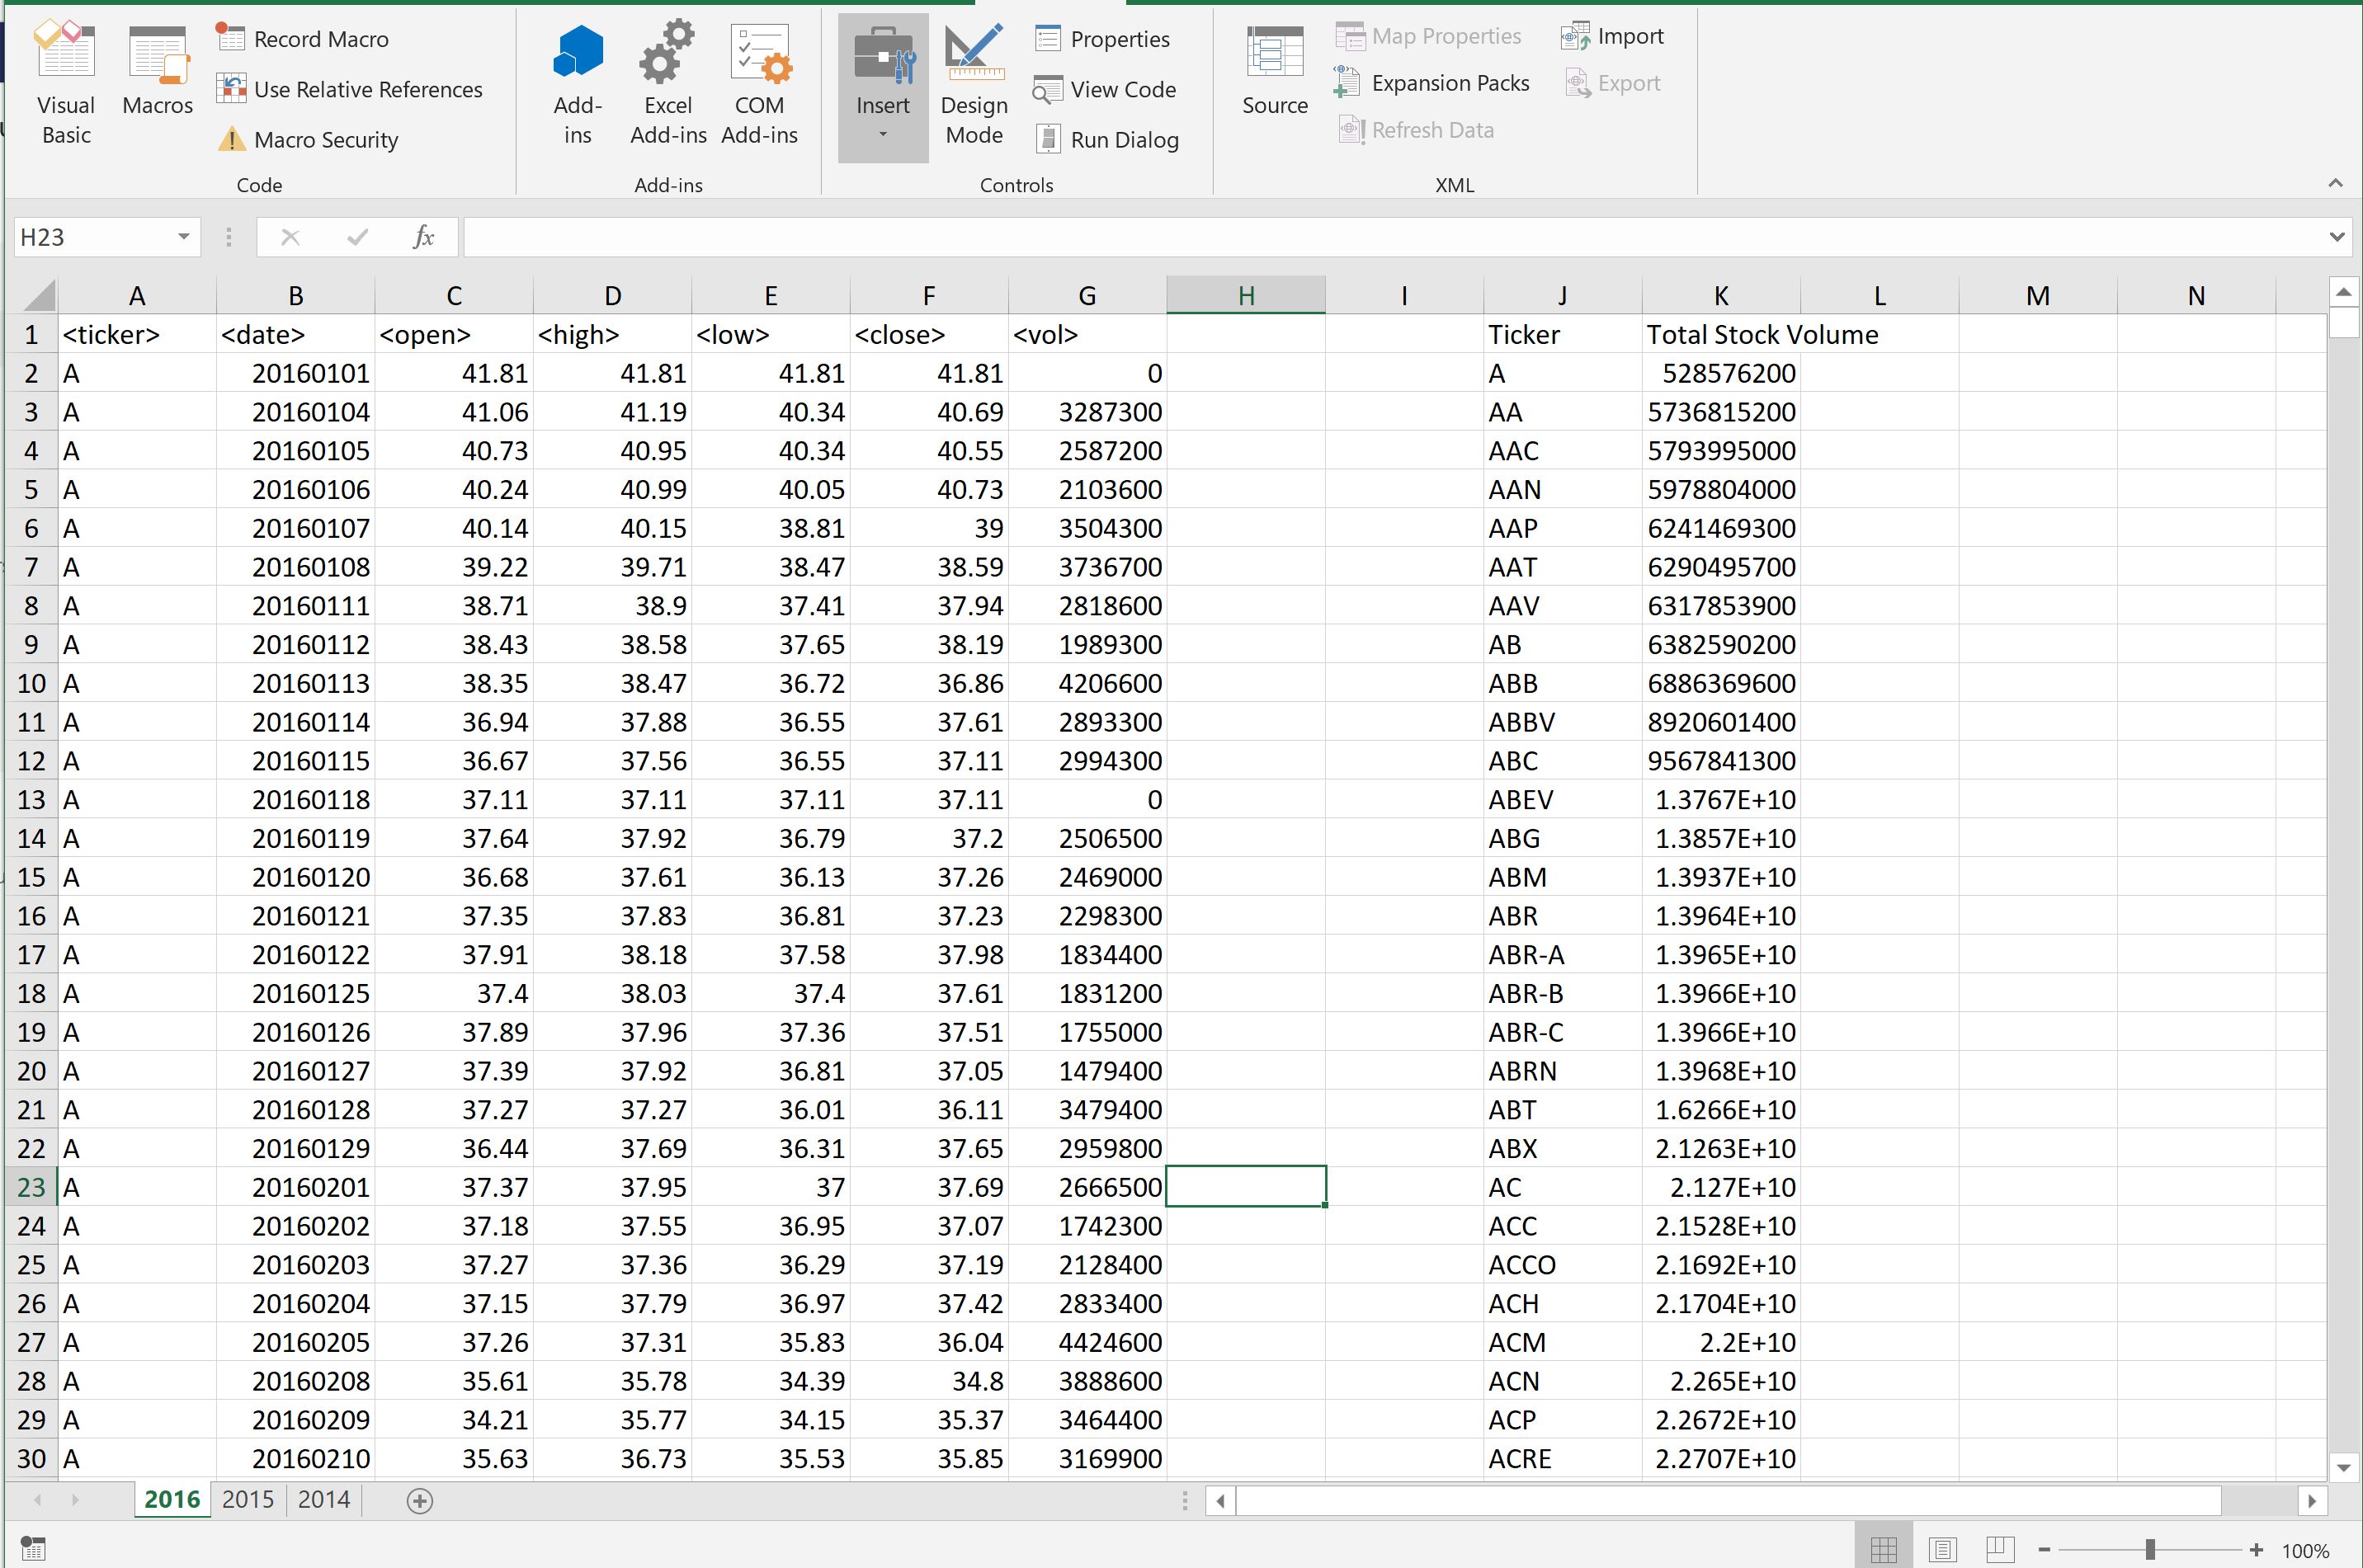 Visual Basic
Macros
Record Macro
Use Relative References
Macro Security
Code
Add-ins
Excel Add-ins
COM Add-ins
Add-ins
Insert
Design Mode
Properties
View Code
Run Dialog
Controls
Source
Map Properties
Expansion Packs
Refresh Data
Import
Export
XML
H23 fx
A B C D E F G H I J K L M N
1 <ticker> <date> <open> <high> <low> <close> <vol> Ticker Total Stock Volume
2 A 20160101 41.81 41.81 41.81 41.81 0 A 528576200
3 A 20160104 41.06 41.19 40.34 40.69 3287300 AA 5736815200
4 A 20160105 40.73 40.95 40.34 40.55 2587200 AAC 5793995000
5 A 20160106 40.24 40.99 40.05 40.73 2103600 AAN 5978804000
6 A 20160107 40.14 40.15 38.81 39 3504300 AAP 6241469300
7 A 20160108 39.22 39.71 38.47 38.59 3736700 AAT 6290495700
8 A 20160111 38.71 38.9 37.41 37.94 2818600 AAV 6317853900
9 A 20160112 38.43 38.58 37.65 38.19 1989300 AB 6382590200
10 A 20160113 38.35 38.47 36.72 36.86 4206600 ABB 6886369600
11 A 20160114 36.94 37.88 36.55 37.61 2893300 ABBV 8920601400
12 A 20160115 36.67 37.56 36.55 37.11 2994300 ABC 9567841300
13 A 20160118 37.11 37.11 37.11 37.11 0 ABEV 1.3767E+10
14 A 20160119 37.64 37.92 36.79 37.2 2506500 ABG 1.3857E+10
15 A 20160120 36.68 37.61 36.13 37.26 2469000 ABM 1.3937E+10
16 A 20160121 37.35 37.83 36.81 37.23 2298300 ABR 1.3964E+10
17 A 20160122 37.91 38.18 37.58 37.98 1834400 ABR-A 1.3965E+10
18 A 20160125 37.4 38.03 37.4 37.61 1831200 ABR-B 1.3966E+10
19 A 20160126 37.89 37.96 37.36 37.51 1755000 ABR-C 1.3966E+10
20 A 20160127 37.39 37.92 36.81 37.05 1479400 ABRN 1.3968E+10
21 A 20160128 37.27 37.27 36.01 36.11 3479400 ABT 1.6266E+10
22 A 20160129 36.44 37.69 36.31 37.65 2959800 ABX 2.1263E+10
23 A 20160201 37.37 37.95 37 37.69 2666500 AC 2.127E+10
24 A 20160202 37.18 37.55 36.95 37.07 1742300 ACC 2.1528E+10
25 A 20160203 37.27 37.36 36.29 37.19 2128400 ACCO 2.1692E+10
26 A 20160204 37.15 37.79 36.97 37.42 2833400 ACH 2.1704E+10
27 A 20160205 37.26 37.31 35.83 36.04 4424600 ACM 2.2E+10
28 A 20160208 35.61 35.78 34.39 34.8 3888600 ACN 2.265E+10
29 A 20160209 34.21 35.77 34.15 35.37 3464400 ACP 2.2672E+10
30 A 20160210 35.63 36.73 35.53 35.85 3169900 ACRE 2.2707E+10
2016 2015 2014
100%